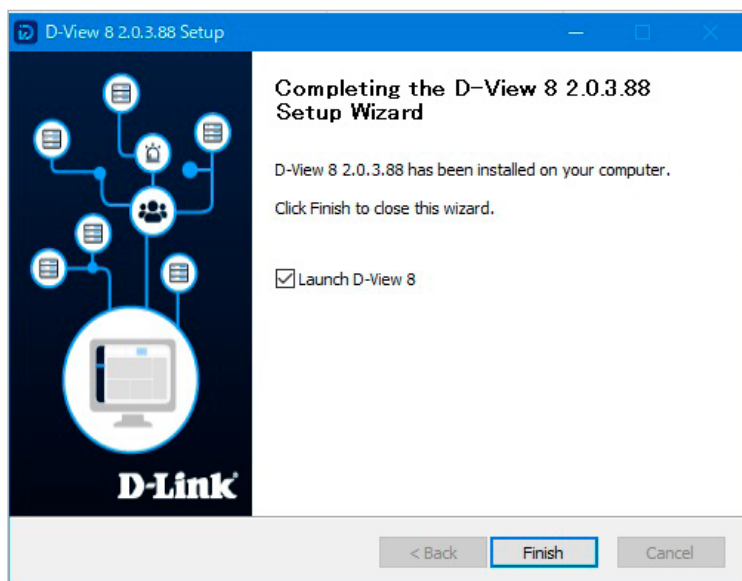 D-View 8 2.0.3.88 Setup
Completing the D-View 8 2.0.3.88
Setup Wizard
D-View 8 2.0.3.88 has been installed on your computer.
Click Finish to close this wizard.
Launch D-View 8
D-Link
< Back
Finish
Cancel